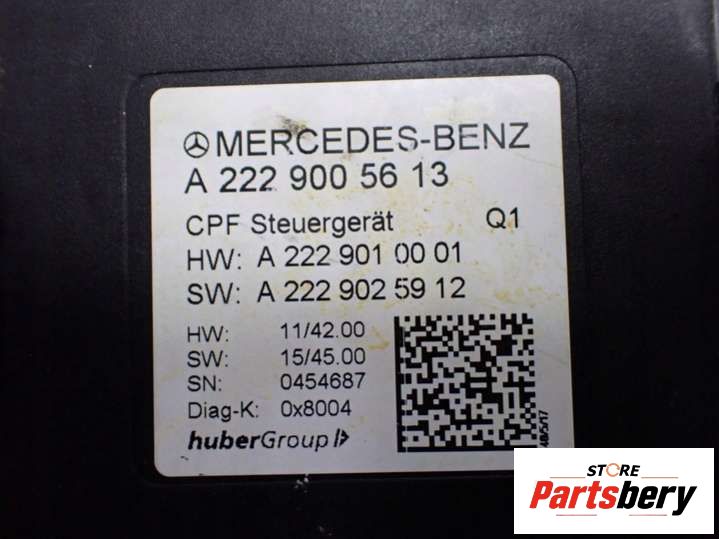 MERCEDES-BENZ
A 222 900 56 13
CPF Steuergerät Q1
HW: A 222 901 00 01
SW: A 222 902 59 12
HW: 11/42.00
SW: 15/45.00
SN: 0454687
Diag-K: 0x8004
huberGroup
STORE
Partsbery